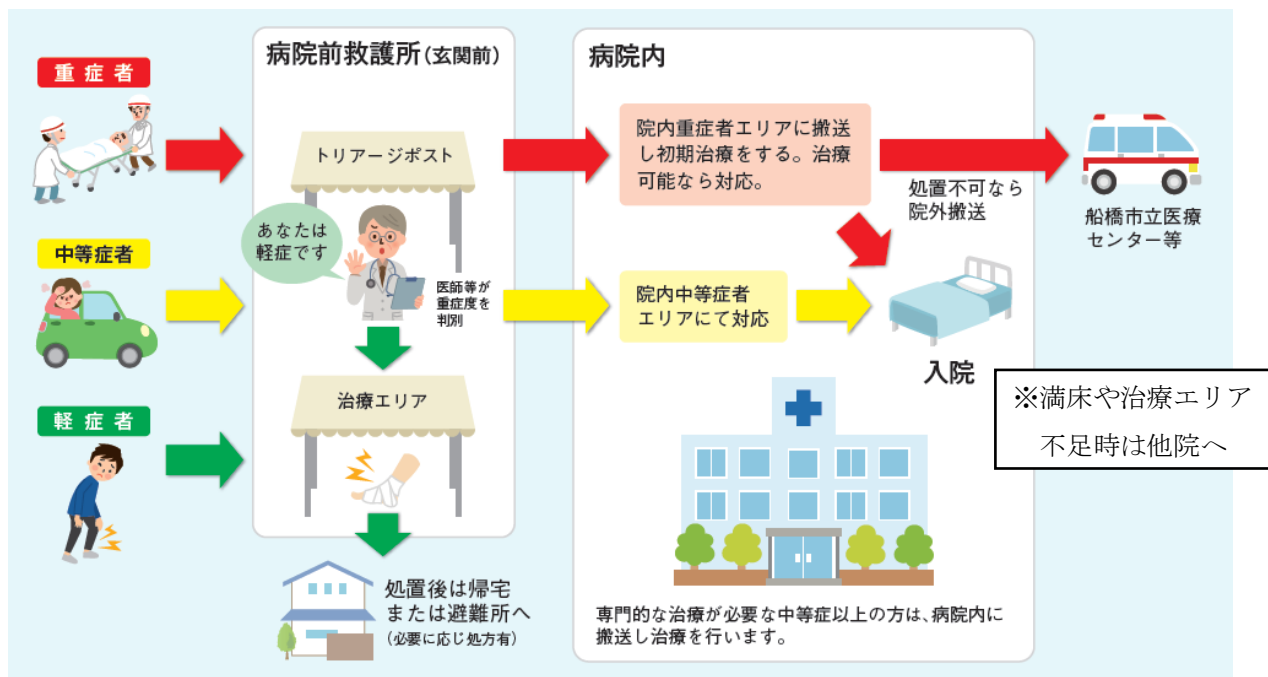 重症者
中等症者
軽症者
病院前救護所（玄関前）
トリアージポスト
あなたは
軽症です
医師等が
重症度を
判別
治療エリア
処置後は帰宅
または避難所へ
（必要に応じ処方有）
病院内
院内重症者エリアに搬送
し初期治療をする。治療
可能なら対応。
処置不可なら
院外搬送
船橋市立医療
センター等
院内中等症者
エリアにて対応
入院
※満床や治療エリア
不足時は他院へ
専門的な治療が必要な中等症以上の方は、病院内に
搬送し治療を行います。